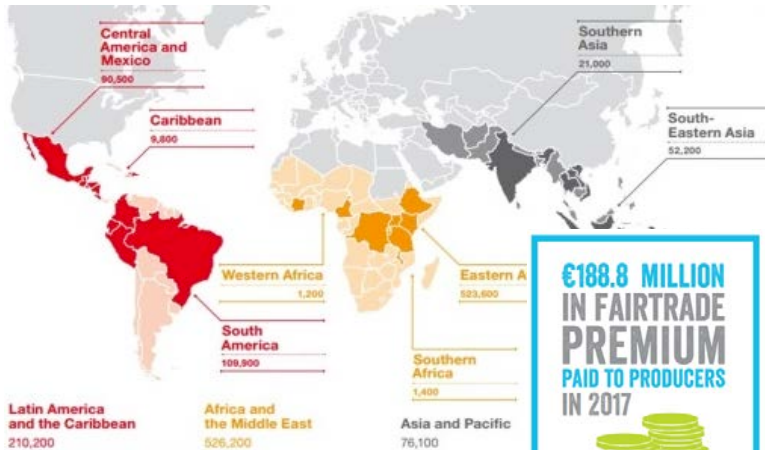 Central
America and
Mexico
90,500
Caribbean
9,800
Southern
Asia
21,000
South-
Eastern Asia
52,200
Western Africa
1,200
Eastern A
523,600
South
America
109,900
Southern
Africa
1,400
Latin America
and the Caribbean
210,200
Africa and
the Middle East
526,200
Asia and Pacific
76,100
€188.8 MILLION
IN FAIRTRADE
PREMIUM
PAID TO PRODUCERS
IN 2017